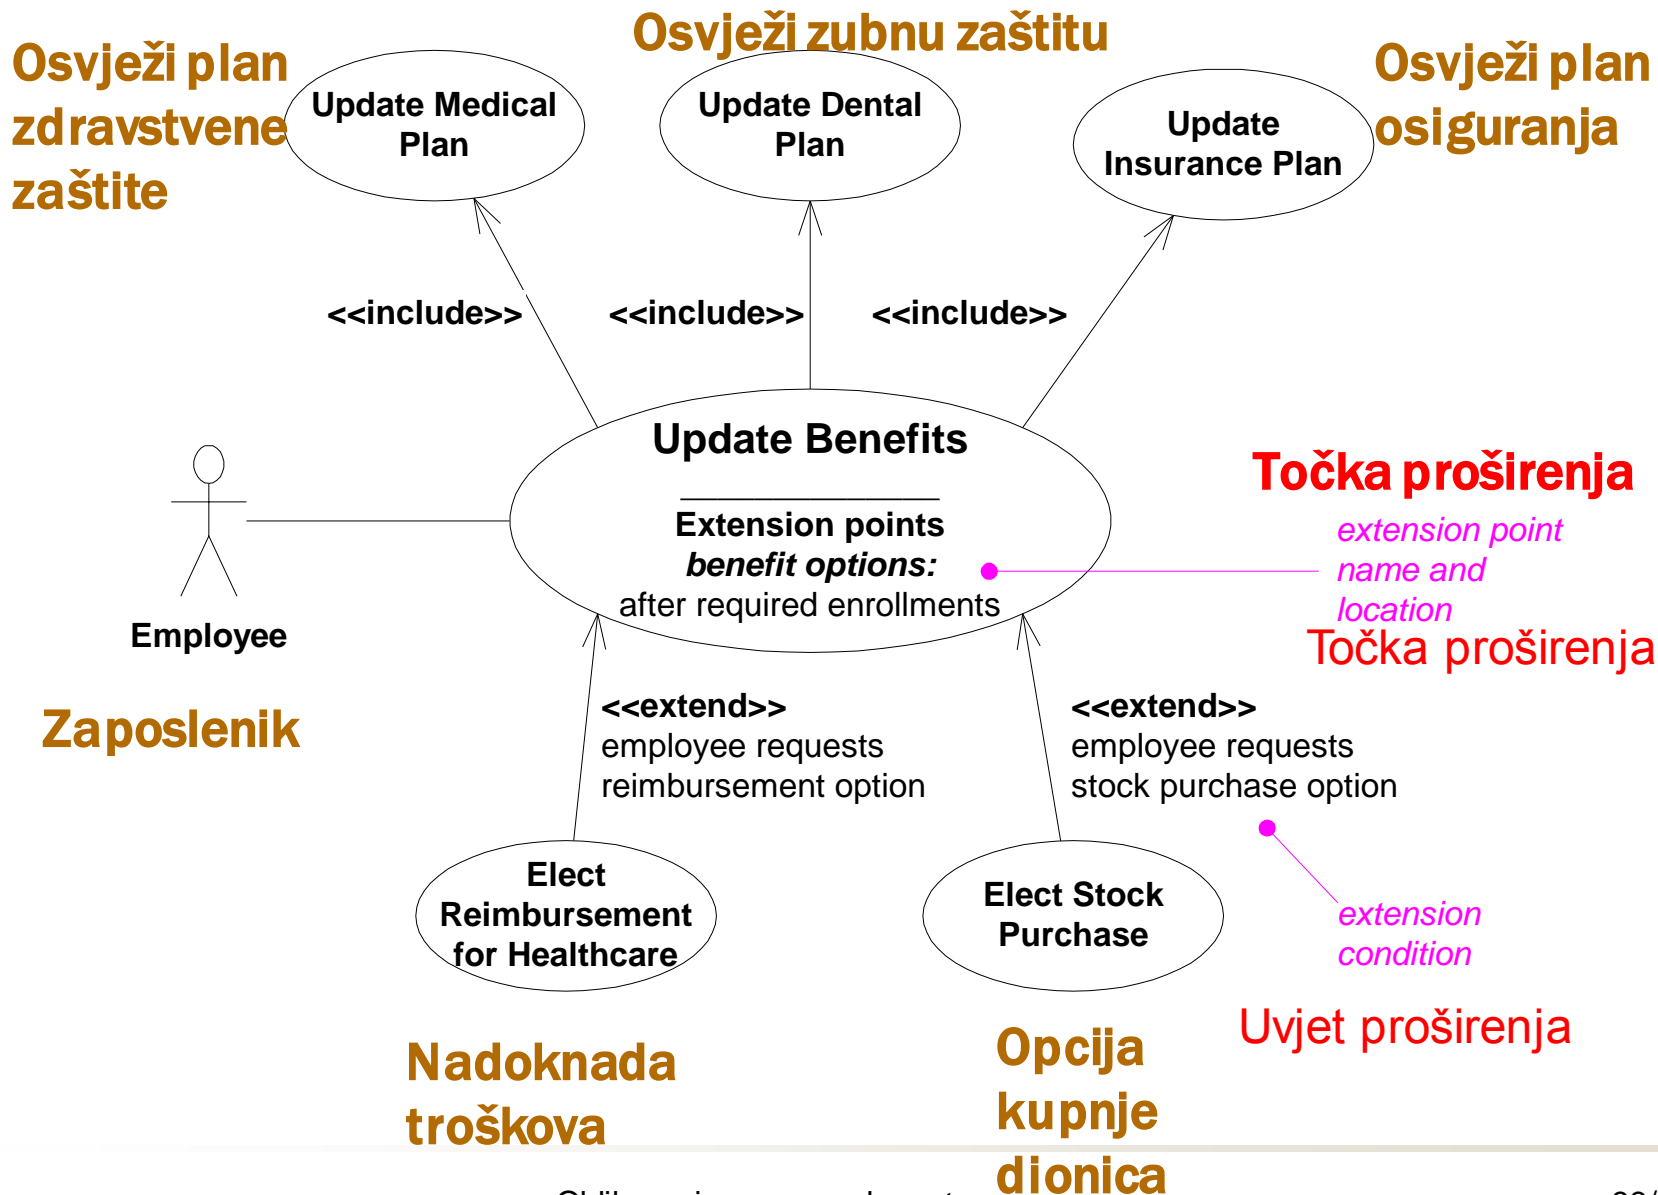 Osvježi zubnu zaštitu
Osvježi plan
zdravstvene
zaštite
Osvježi plan
osiguranja
Update Medical
Plan
Update Dental
Plan
Update
Insurance Plan
<<include>>
<<include>>
<<include>>
Update Benefits
Extension points
benefit options:
after required enrollments
Employee
Zaposlenik
Točka proširenja
extension point
name and
location
Točka proširenja
<<extend>>
employee requests
reimbursement option
<<extend>>
employee requests
stock purchase option
Elect
Reimbursement
for Healthcare
Elect Stock
Purchase
extension
condition
Uvjet proširenja
Nadoknada
troškova
Opcija
kupnje
dionica